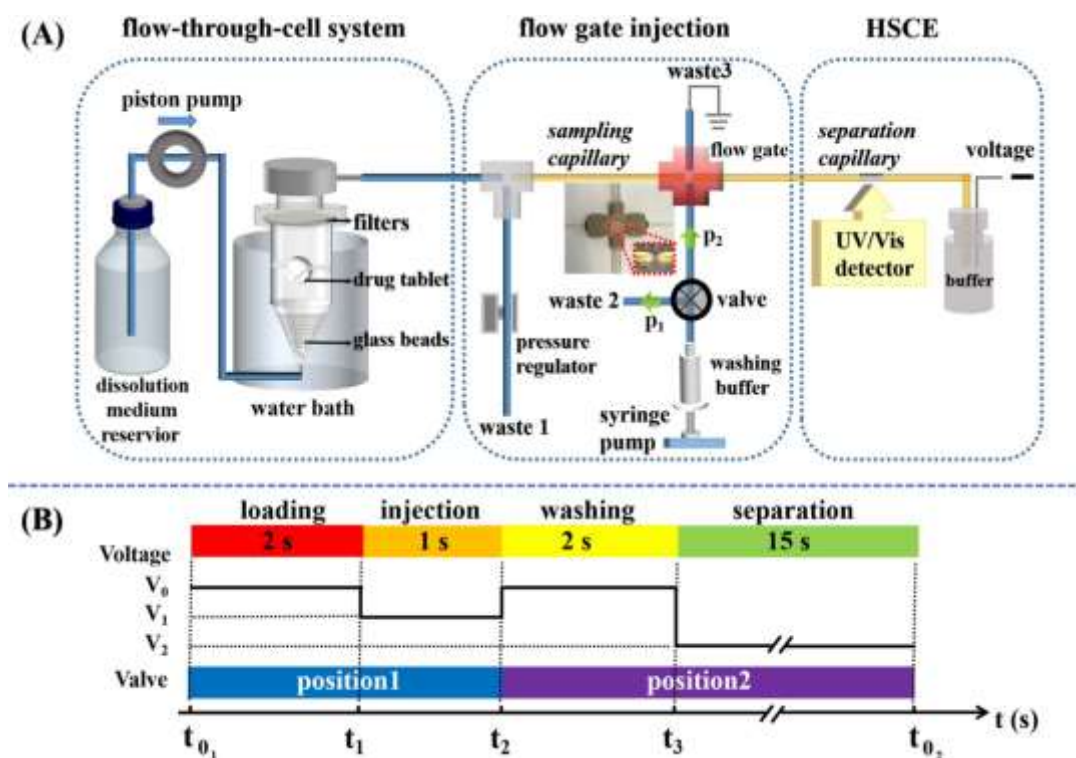 (A)
flow-through-cell system
flow gate injection
HSCE
piston pump
filters
drug tablet
glass beads
dissolution
medium
reservior
water bath
waste3
sampling
capillary
flow gate
p₂
waste 2
p₁
valve
pressure
regulator
washing
buffer
waste 1
syringe
pump
separation
capillary
voltage
UV/Vis
detector
buffer
(B)
loading injection washing separation
2 s 1 s 2 s 15 s
Voltage
V₀
V₁
V₂
Valve position1 position2
t (s)
t₀₁ t₁ t₂ t₃ t₀₂